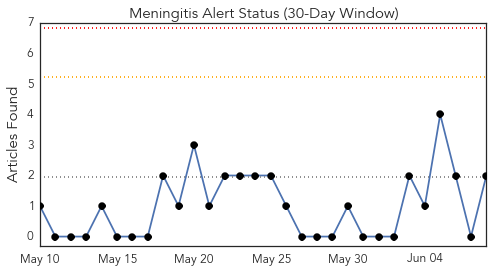 Meningitis Alert Status (30-Day Window)
Articles Found
7
6
5
4
3
2
1
0
May 10 May 15 May 20 May 25 May 30 Jun 04